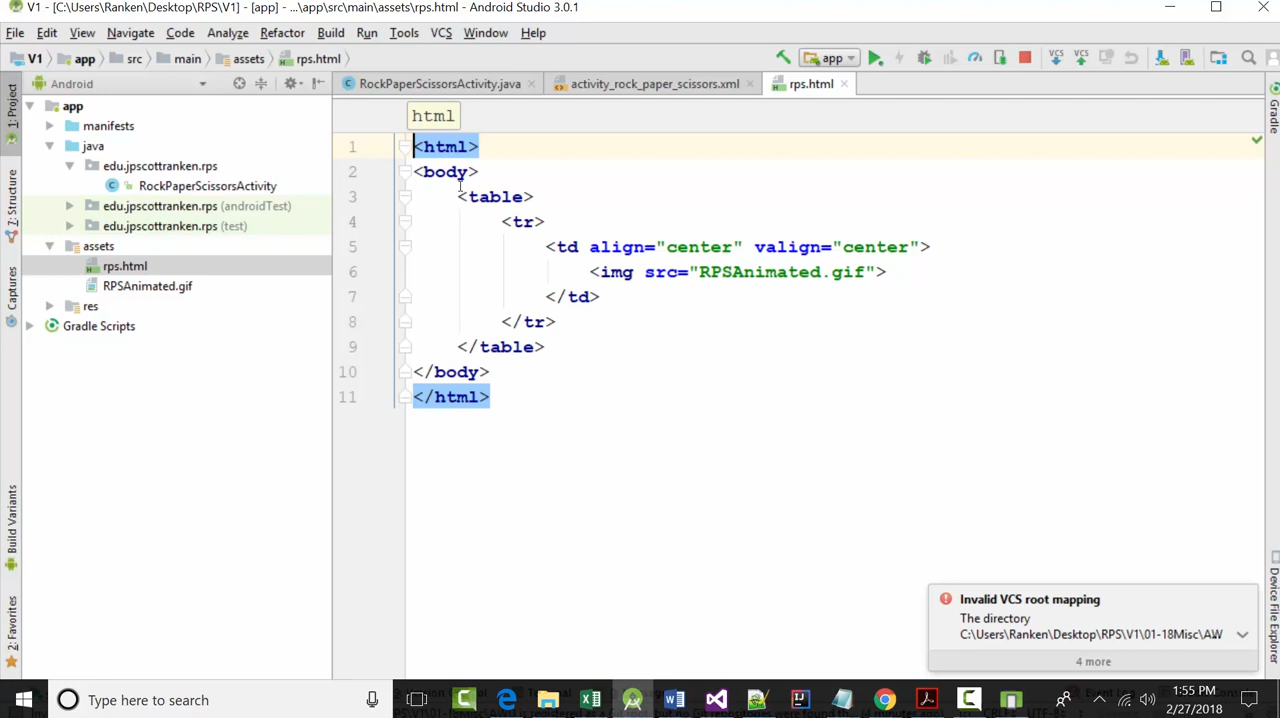 V1 - [C:\Users\Ranken\Desktop\RPS\V1] - [app] - ...\app\src\main\assets\rps.html - Android Studio 3.0.1
File Edit View Navigate Code Analyze Refactor Build Run Tools VCS Window Help
V1 app src main assets rps.html app VCS VCS
Android RockPaperScissorsActivity.java activity_rock_paper_scissors.xml rps.html
1: Project
Z: Structure
Captures
Build Variants
2: Favorites
app
manifests
java
edu.jpscottranken.rps
RockPaperScissorsActivity
edu.jpscottranken.rps (androidTest)
edu.jpscottranken.rps (test)
assets
rps.html
RPSAnimated.gif
res
Gradle Scripts
html
1 <html>
2 <body>
3 <table>
4 <tr>
5 <td align="center" valign="center">
6 <img src="RPSAnimated.gif">
7 </td>
8 </tr>
9 </table>
10 </body>
11 </html>
Gradle
Device File Explorer
Invalid VCS root mapping
The directory
C:\Users\Ranken\Desktop\RPS\V1\01-18Misc\AW
4 more
Type here to search
1:55 PM
2/27/2018